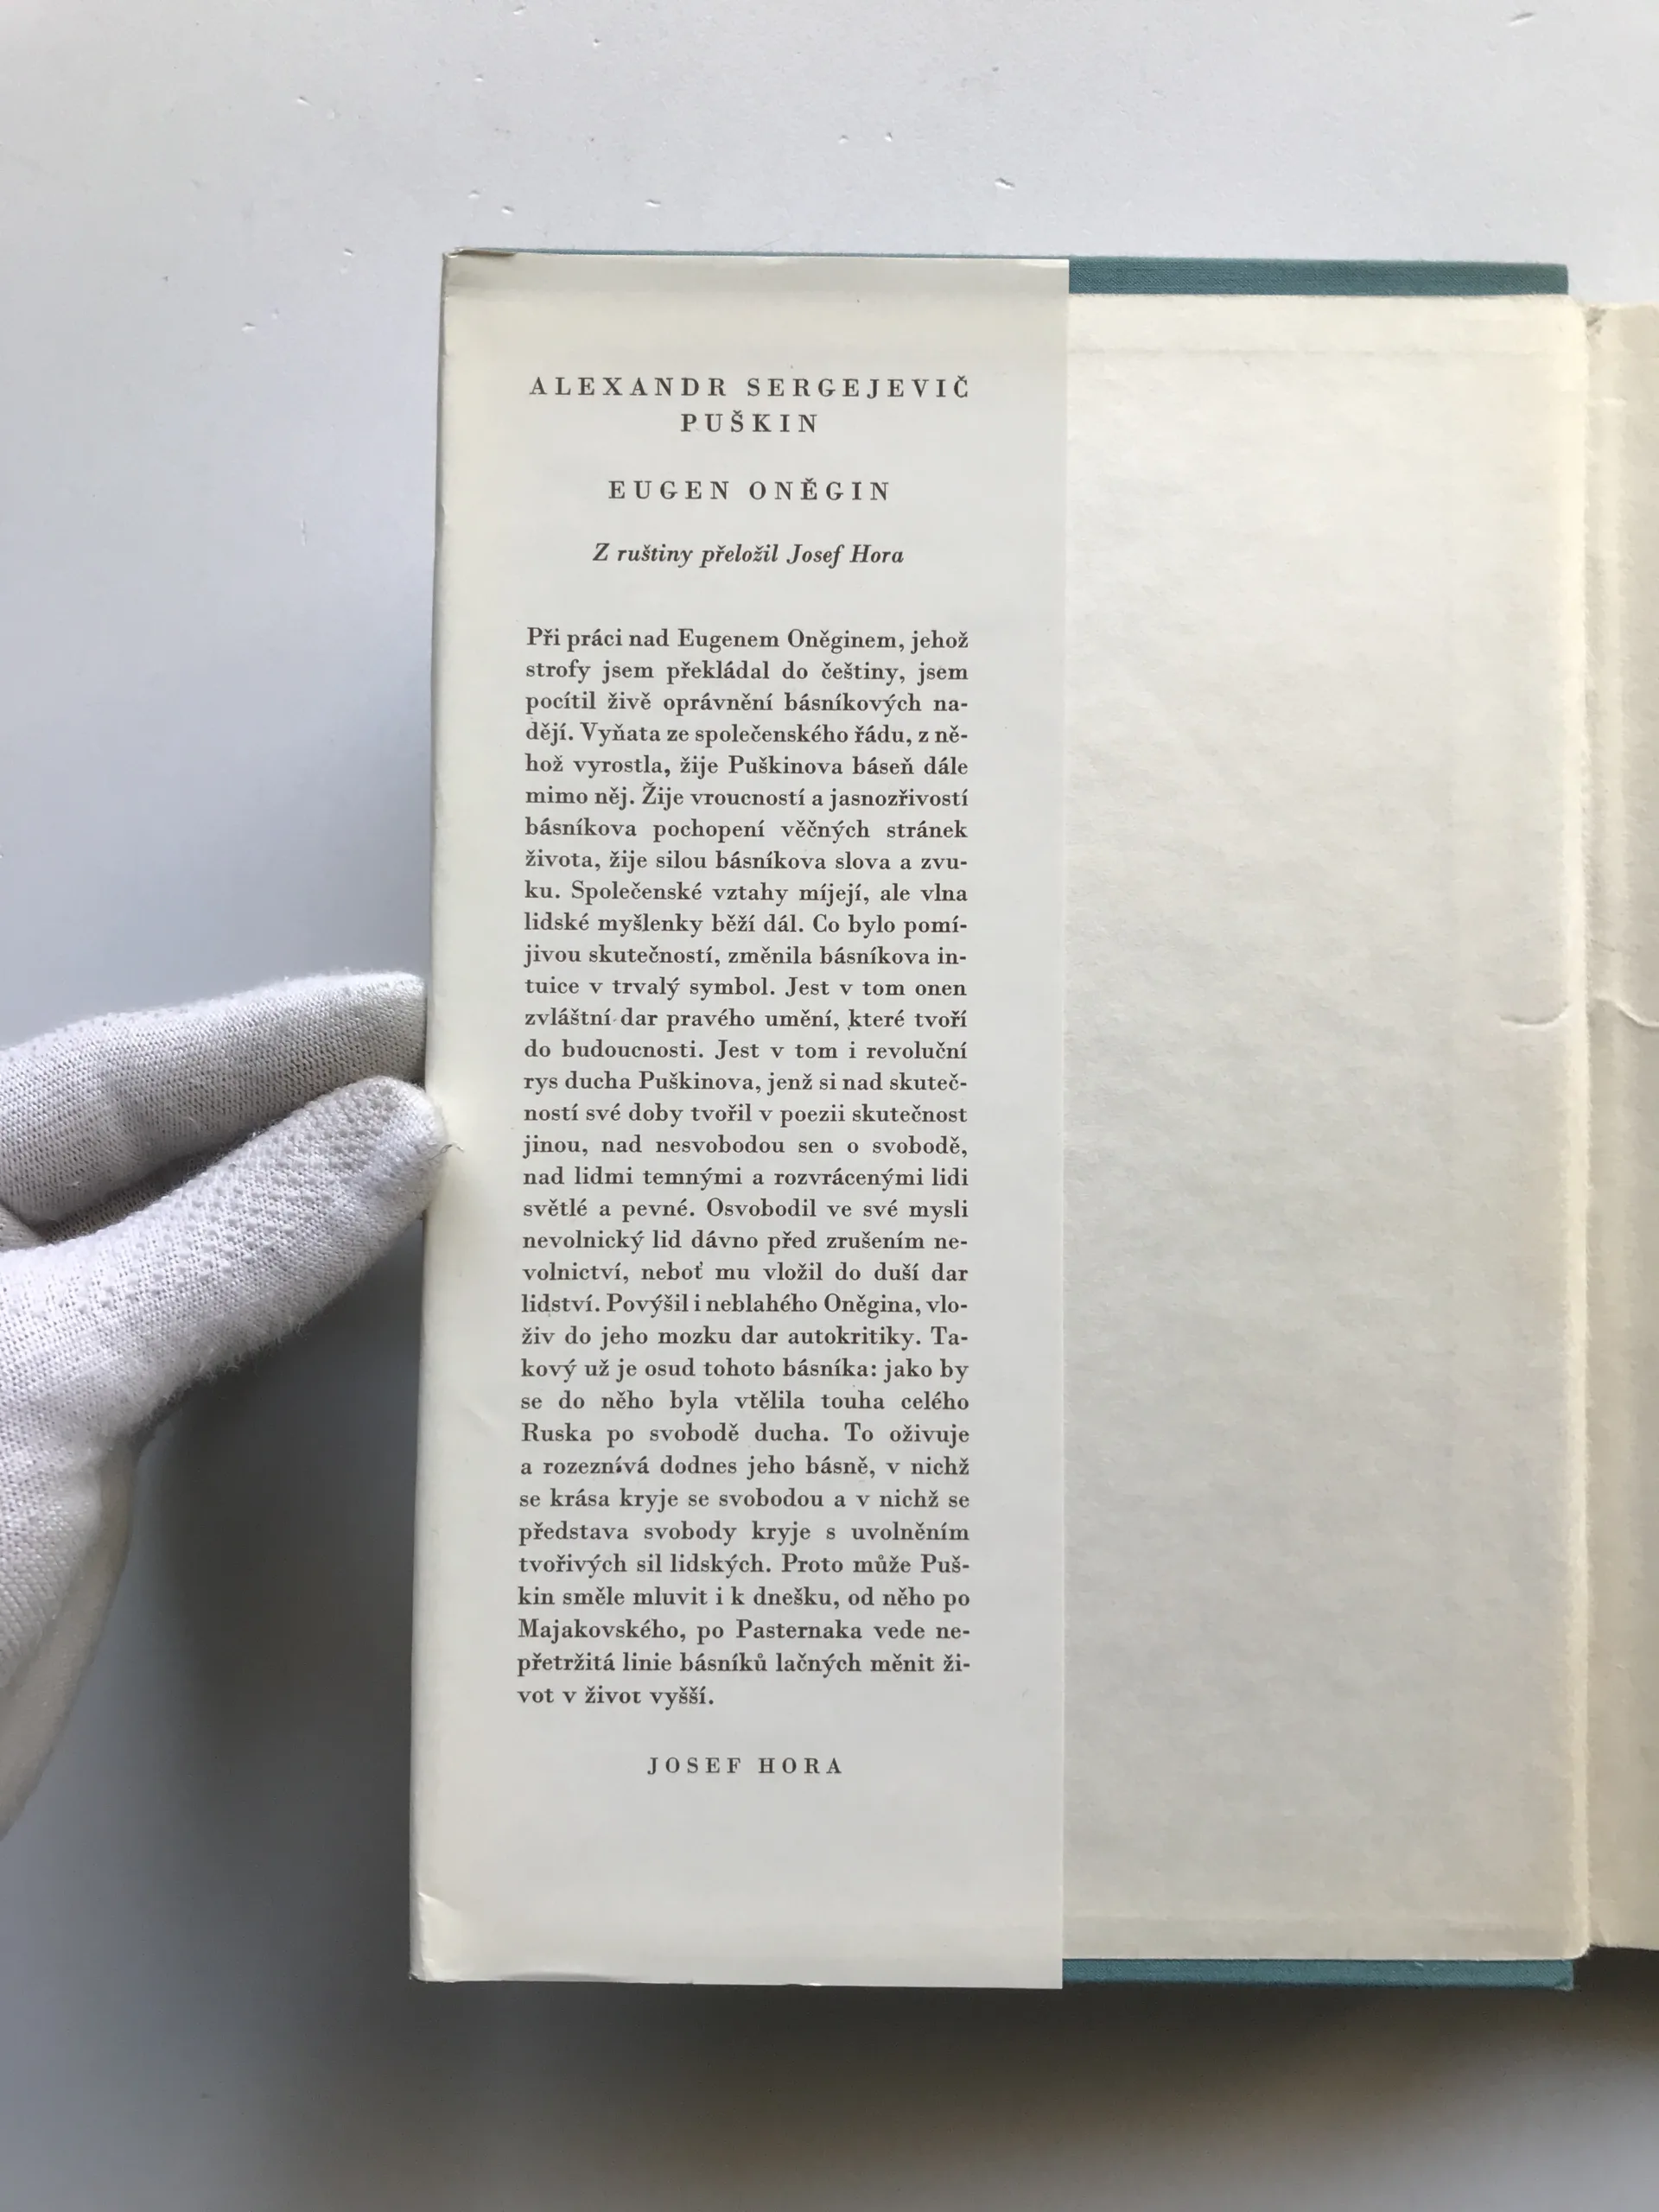 ALEXANDR SERGEJEVIČ
PUŠKIN
EUGEN ONĚGIN
Z ruštiny přeložil Josef Hora
Při práci nad Eugenem Oněginem, jehož
strofy jsem překládal do češtiny, jsem
pocítil živě oprávnění básníkových na-
dějí. Vyňata ze společenského řádu, z ně-
hož vyrostla, žije Puškinova báseň dále
mimo něj. Žije vroucností a jasnozřivostí
básníkova pochopení věčných stránek
života, žije silou básníkova slova a zvu-
ku. Společenské vztahy míjejí, ale vlna
lidské myšlenky běží dál. Co bylo pomí-
jivou skutečností, změnila básníkova in-
tuice v trvalý symbol. Jest v tom onen
zvláštní dar pravého umění, které tvoří
do budoucnosti. Jest v tom i revoluční
rys ducha Puškinova, jenž si nad skuteč-
ností své doby tvořil v poezii skutečnost
jinou, nad nesvobodou sen o svobodě,
nad lidmi temnými a rozvrácenými lidi
světlé a pevné. Osvobodil ve své mysli
nevolnický lid dávno před zrušením ne-
volnictví, neboť mu vložil do duší dar
lidství. Povýšil i neblahého Oněgina, vlo-
živ do jeho mozku dar autokritiky. Ta-
kový už je osud tohoto básníka: jako by
se do něho byla vtělila touha celého
Ruska po svobodě ducha. To oživuje
a rozeznívá dodnes jeho básně, v nichž
se krása kryje se svobodou a v nichž se
představa svobody kryje s uvolněním
tvořivých sil lidských. Proto může Puš-
kin směle mluvit i k dnešku, od něho po
Majakovského, po Pasternaka vede ne-
přetržitá linie básníků lačných měnit ži-
vot v život vyšší.
JOSEF HORA